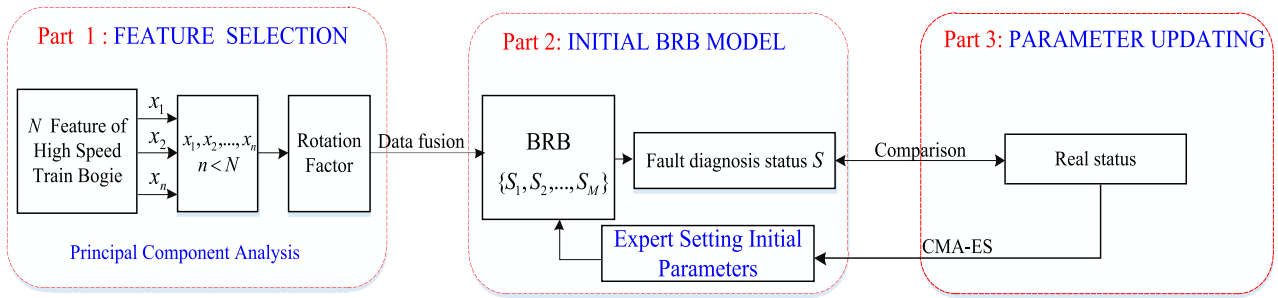 Part 1 : FEATURE SELECTION
N Feature of
High Speed
Train Bogie
x₁
x₂
xₙ
x₁, x₂,..., xₙ
n < N
Rotation
Factor
Principal Component Analysis
Data fusion
Part 2: INITIAL BRB MODEL
BRB
{S₁, S₂,..., S_M}
Fault diagnosis status S
Expert Setting Initial
Parameters
Comparison
CMA-ES
Part 3: PARAMETER UPDATING
Real status